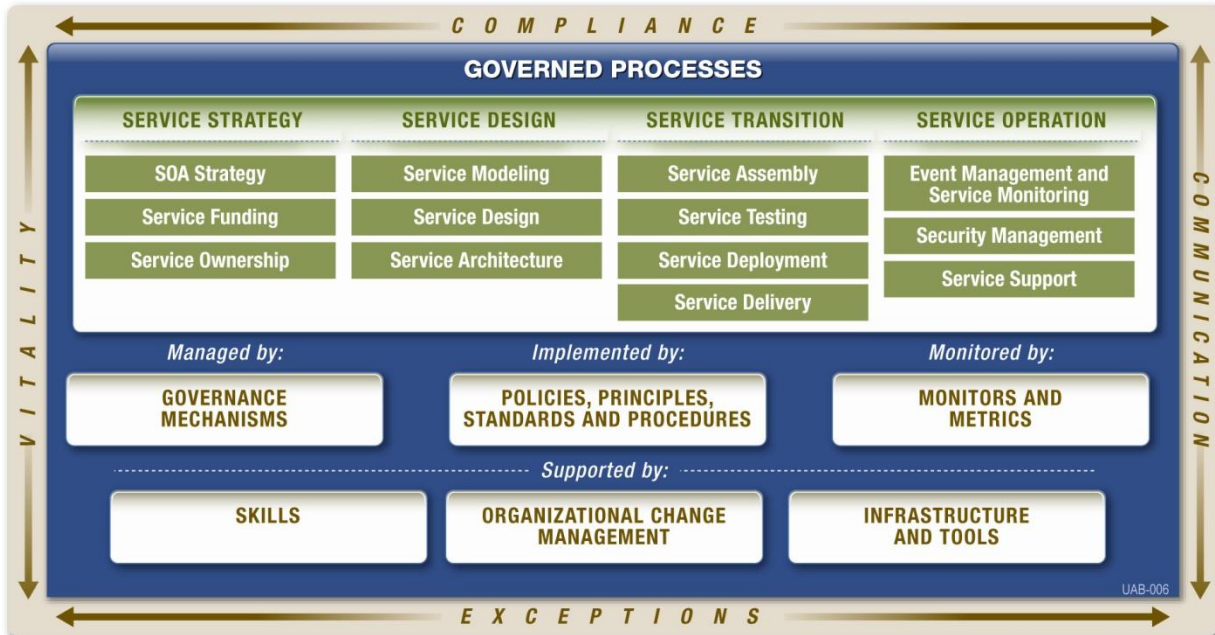 COMPLIANCE
GOVERNED PROCESSES
SERVICE STRATEGY
SOA Strategy
Service Funding
Service Ownership
SERVICE DESIGN
Service Modeling
Service Design
Service Architecture
SERVICE TRANSITION
Service Assembly
Service Testing
Service Deployment
Service Delivery
SERVICE OPERATION
Event Management and
Service Monitoring
Security Management
Service Support
VITALITY
COMMUNICATION
Managed by:
GOVERNANCE
MECHANISMS
Implemented by:
POLICIES, PRINCIPLES,
STANDARDS AND PROCEDURES
Monitored by:
MONITORS AND
METRICS
Supported by:
SKILLS
ORGANIZATIONAL CHANGE
MANAGEMENT
INFRASTRUCTURE
AND TOOLS
UAB-006
EXCEPTIONS